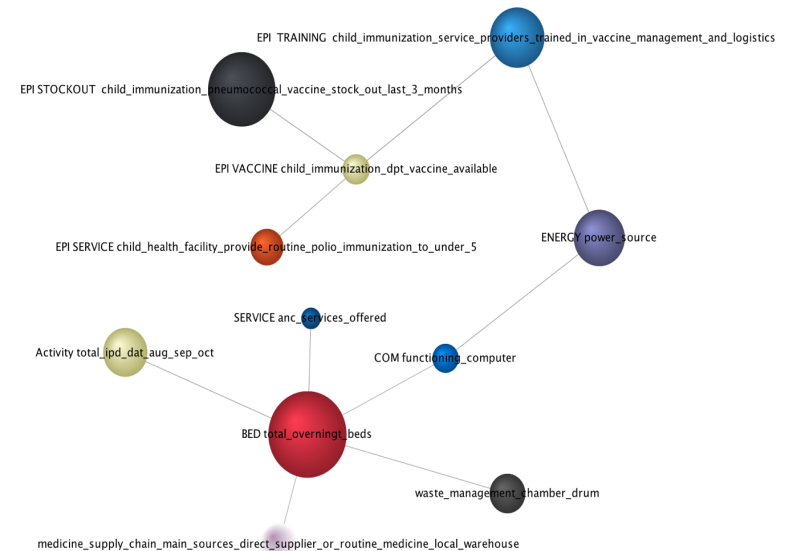 EPI  TRAINING  child_immunization_service_providers_trained_in_vaccine_management_and_logistics
EPI STOCKOUT  child_immunization_pneumococcal_vaccine_stock_out_last_3_months
EPI VACCINE child_immunization_dpt_vaccine_available
ENERGY power_source
EPI SERVICE child_health_facility_provide_routine_polio_immunization_to_under_5
SERVICE anc_services_offered
Activity total_ipd_dat_aug_sep_oct
COM functioning_computer
BED total_overningt_beds
waste_management_chamber_drum
medicine_supply_chain_main_sources_direct_supplier_or_routine_medicine_local_warehouse